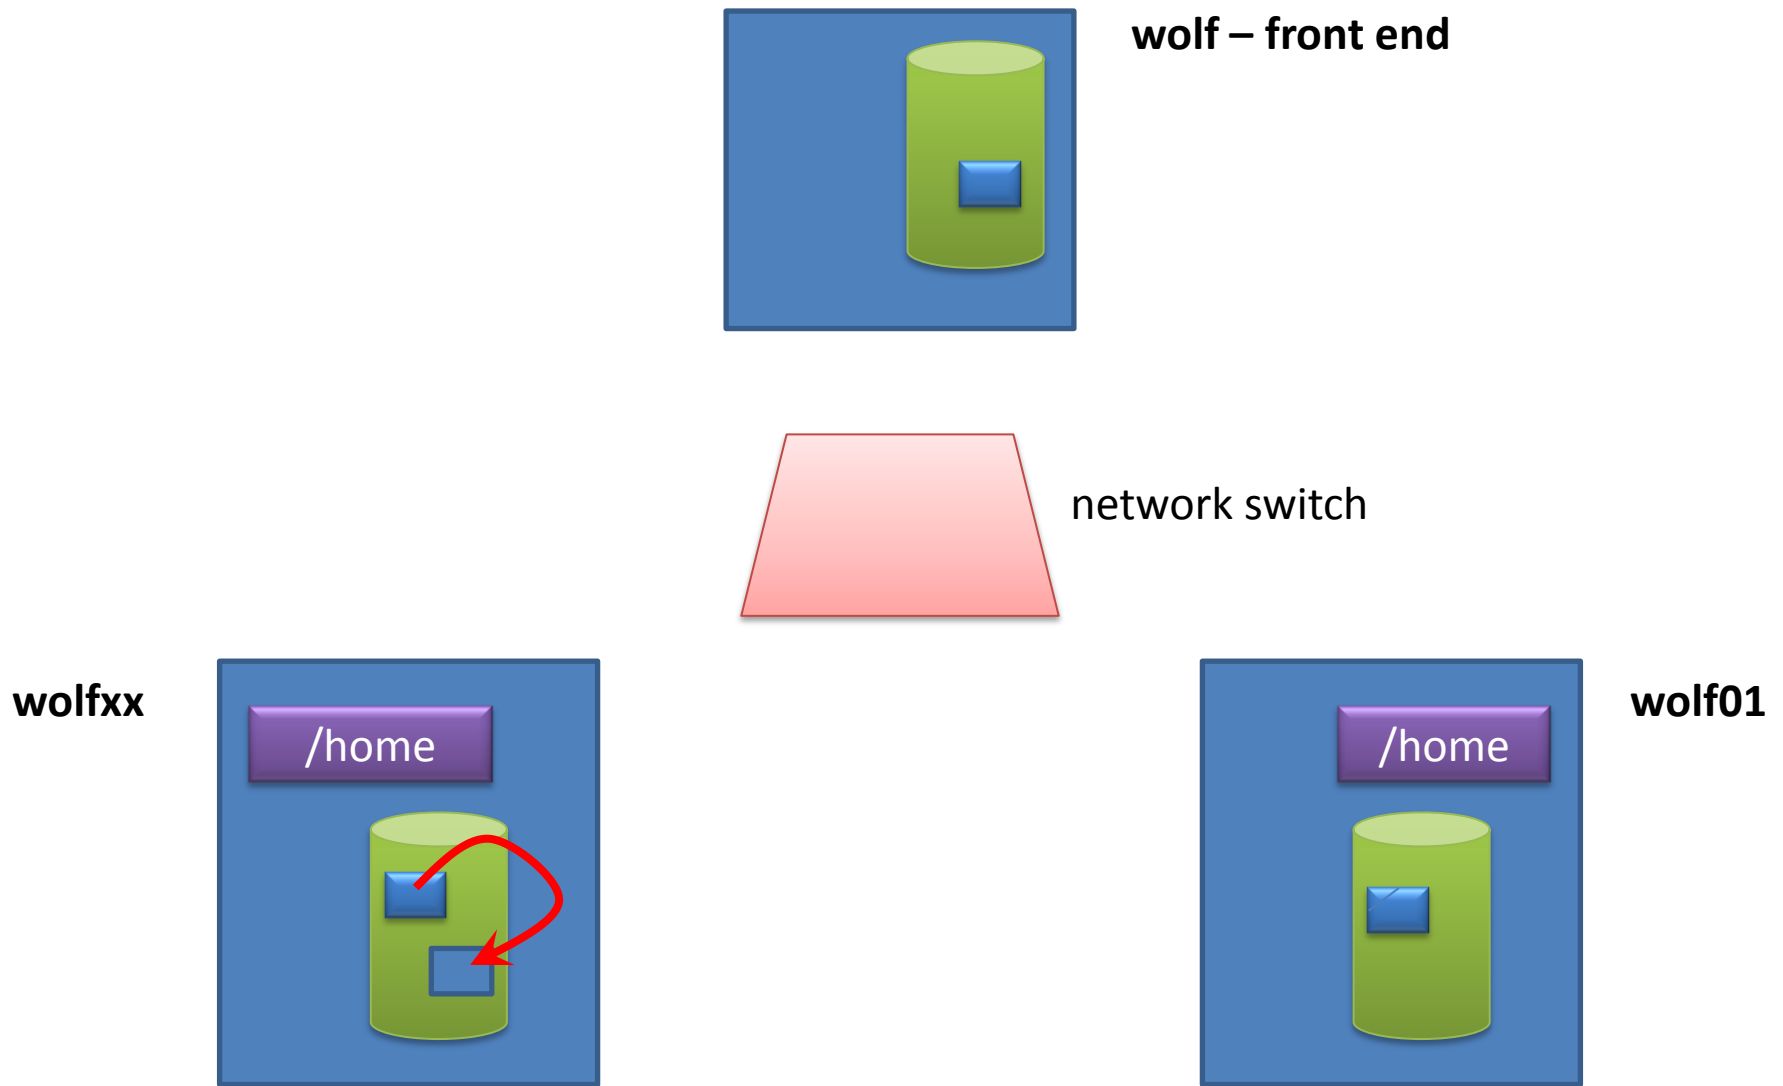 wolf – front end
network switch
wolfxx
/home
/home
wolf01